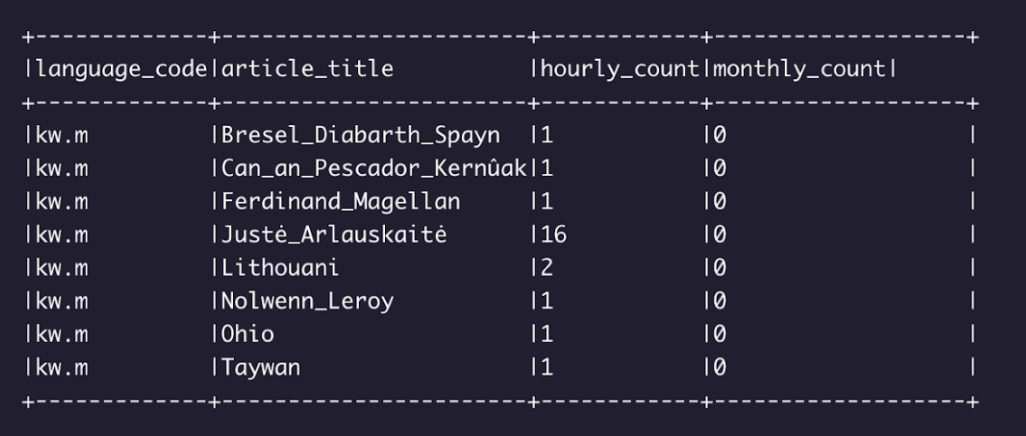 +-------------+-----------------------+------------+-------------------+
|language_code|article_title          |hourly_count|monthly_count|
+-------------+-----------------------+------------+-------------------+
|kw.m         |Bresel_Diabarth_Spayn  |1           |0                  |
|kw.m         |Can_an_Pescador_Kernûak|1           |0                  |
|kw.m         |Ferdinand_Magellan     |1           |0                  |
|kw.m         |Justė_Arlauskaitė      |16          |0                  |
|kw.m         |Lithouani              |2           |0                  |
|kw.m         |Nolwenn_Leroy          |1           |0                  |
|kw.m         |Ohio                   |1           |0                  |
|kw.m         |Taywan                 |1           |0                  |
+-------------+-----------------------+------------+-------------------+